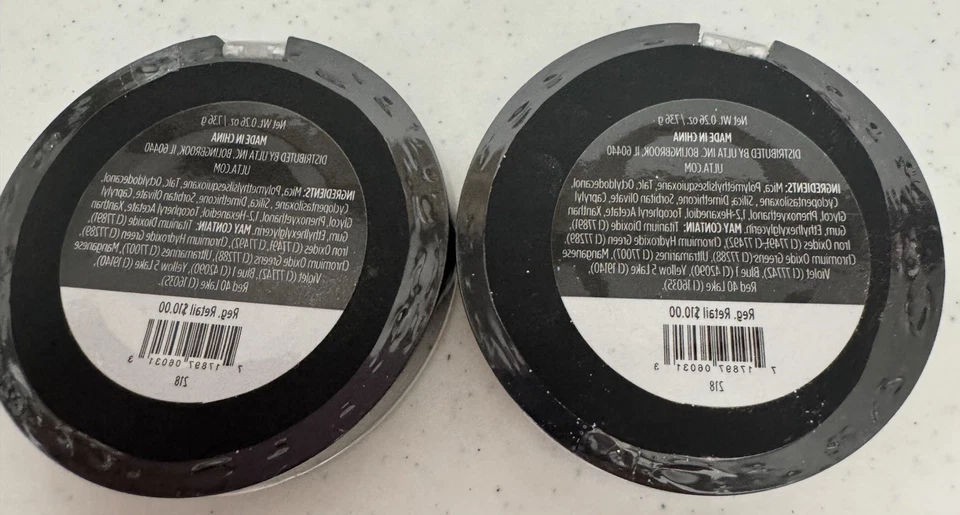 Net Wt. 0.26 oz / 7.36 g
MADE IN CHINA
DISTRIBUTED BY ULTA INC. BOLINGBROOK, IL 60440
ULTA.COM
INGREDIENTS: Mica, Polymethylsilsesquioxane, Talc, Octyldodecanol,
Cyclopentasiloxane, Silica, Dimethicone, Sorbitan Olivate, Caprylyl
Glycol, Phenoxyethanol, 1,2-Hexanediol, Tocopheryl Acetate Xanthan
Gum, Ethylhexylglycerin. MAY CONTAIN: Titanium Dioxide (CI 77891),
Iron Oxides (CI 77491, CI 77492), Chromium Hydroxide Green (CI 77289),
Chromium Oxide Greens (CI 77288), Ultramarines (CI 77007), Manganese
Violet (CI 77742), Blue 1 (CI 42090), Yellow 5 Lake (CI 19140),
Red 40 Lake (CI 16035).
Reg. Retail $10.00
7 17897 06031 3
218
Net Wt. 0.26 oz. / 7.36 g
MADE IN CHINA
DISTRIBUTED BY ULTA INC. BOLINGBROOK, IL 60440
ULTA.COM
INGREDIENTS: Mica, Polymethylsilsesquioxane, Talc, Octyldodecanol,
Cyclopentasiloxane, Silica, Dimethicone, Sorbitan Olivate, Caprylyl
Glycol, Phenoxyethanol, 1,2-Hexanediol, Tocopheryl Acetate Xanthan
Gum, Ethylhexylglycerin. MAY CONTAIN: Titanium Dioxide (CI 77891),
Iron Oxides (CI 77491, CI 77492), Chromium Hydroxide Green (CI 77289),
Chromium Oxide Greens (CI 77288), Ultramarines (CI 77007), Manganese
Violet (CI 77742), Blue 1 (CI 42090), Yellow 5 Lake (CI 19140)
Red 40 Lake (CI 16035).
Reg. Retail $10.00
7 17897 06031 3
218